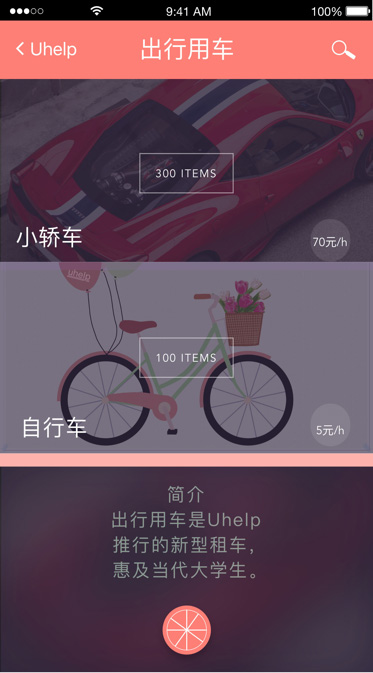 9:41 AM
100%
Uhelp
出行用车
300 ITEMS
小轿车
70元/h
Uhelp
100 ITEMS
自行车
5元/h
简介
出行用车是Uhelp
推行的新型租车，
惠及当代大学生。